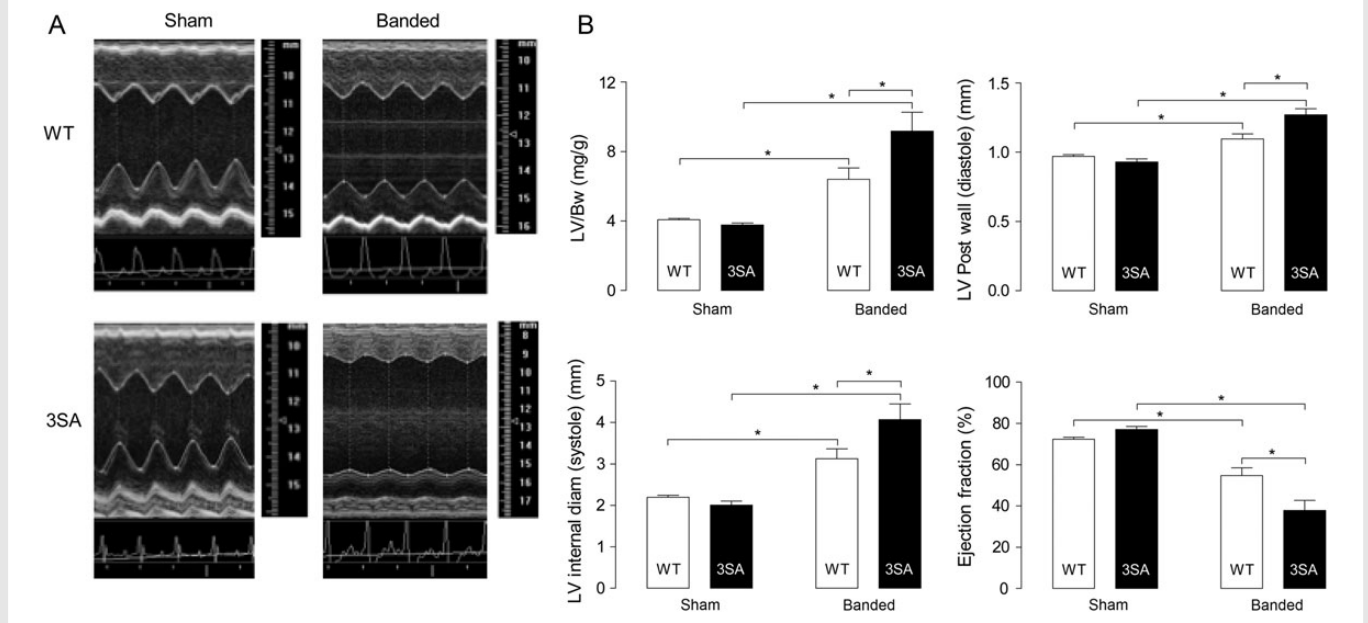 A
Sham
Banded
WT
mm
10
11
12
13
14
15
mm
10
11
12
13
14
15
16
3SA
mm
10
11
12
13
14
15
mm
8
9
10
11
12
13
14
15
16
17
B
LV/Bw (mg/g)
12
8
4
0
*
*
*
WT
3SA
WT
3SA
Sham
Banded
LV Post wall (diastole) (mm)
1.5
1.0
0.5
0.0
*
*
*
WT
3SA
WT
3SA
Sham
Banded
LV internal diam (systole) (mm)
5
4
3
2
1
0
*
*
*
WT
3SA
WT
3SA
Sham
Banded
Ejection fraction (%)
100
80
60
40
20
0
*
*
*
WT
3SA
WT
3SA
Sham
Banded